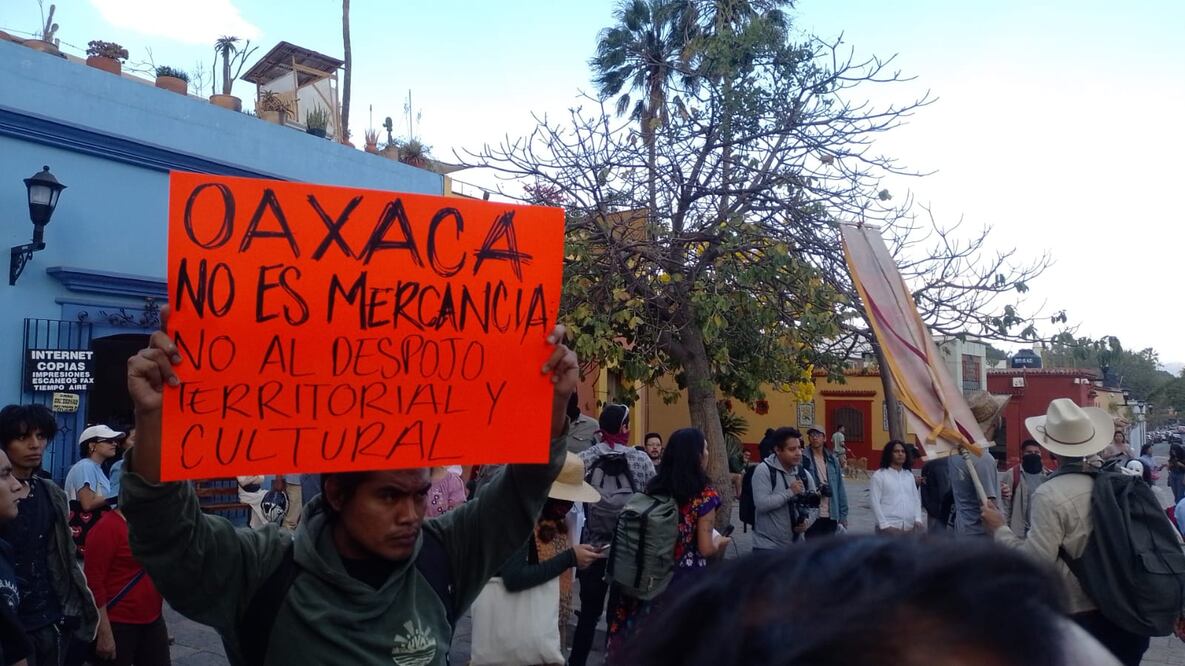 OAXACA
NO ES MERCANCIA
NO AL DESPOJO
TERRITORIAL Y
CULTURAL
INTERNET
COPIAS
IMPRESIONES
ESCANEOS FAX
TIEMPO AIRE